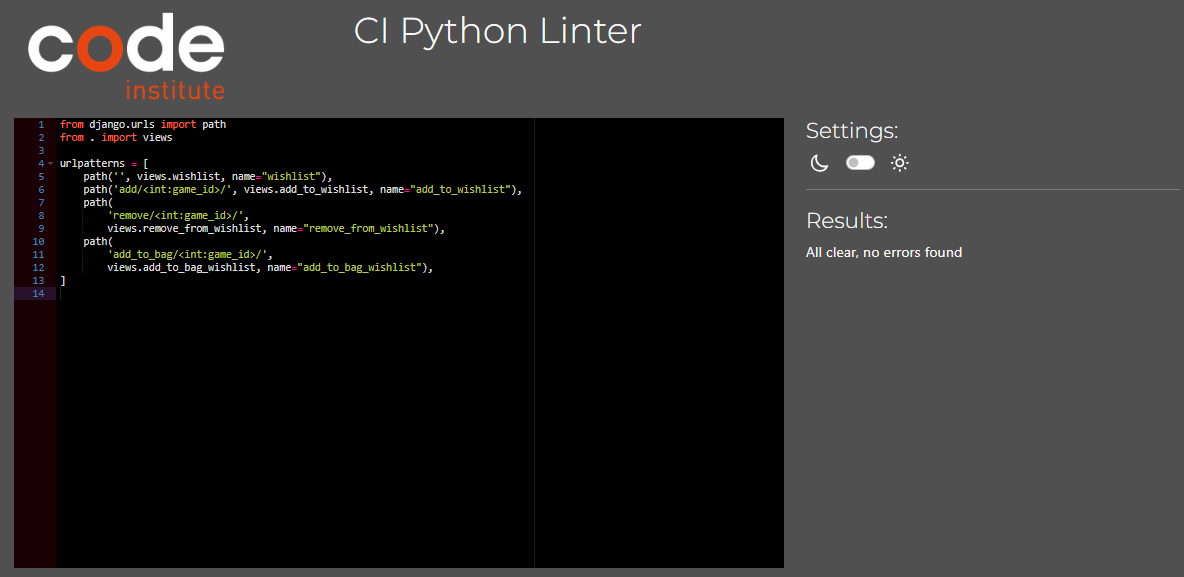 code
institute
CI Python Linter
1 from django.urls import path
2 from . import views
3
4 urlpatterns = [
5     path('', views.wishlist, name="wishlist"),
6     path('add/<int:game_id>/', views.add_to_wishlist, name="add_to_wishlist"),
7     path(
8         'remove/<int:game_id>/',
9         views.remove_from_wishlist, name="remove_from_wishlist"),
10     path(
11         'add_to_bag/<int:game_id>/',
12         views.add_to_bag_wishlist, name="add_to_bag_wishlist"),
13 ]
14
Settings:
Results:
All clear, no errors found